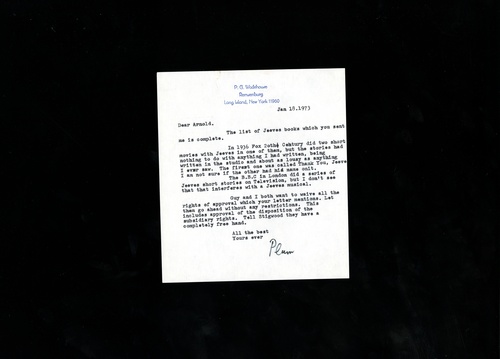 P. G. Wodehouse
Remsenburg
Long Island, New York 11960
Jan 18.1973
Dear Arnold.
The list of Jeeves books which you sent
me is complete.
In 1936 Fox 20th Century did two short
movies with Jeeves in one of them, but the stories had
nothing to do with anything I had written, being
written in the studio and about as lousy as anything
I ever saw. The first one was called Thank You, Jeeves
I am not sure if the other had his name on it.
The B.B.C in London did a series of
Jeeves short stories on Television, but I don't see
that that interferes with a Jeeves musical.
Guy and I both want to waive all the
rights of approval which your letter mentions. Let
them go ahead without any restrictions. This
includes approval of the disposition of the
subsidiary rights. Tell Stigwood they have a
completely free hand.
All the best
Yours ever
Plum